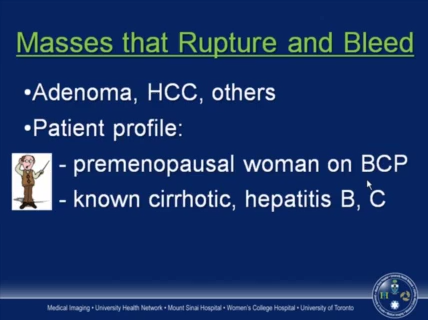 Masses that Rupture and Bleed
•Adenoma, HCC, others
•Patient profile:
- premenopausal woman on BCP
- known cirrhotic, hepatitis B, C
Medical Imaging • University Health Network • Mount Sinai Hospital • Women's College Hospital • University of Toronto